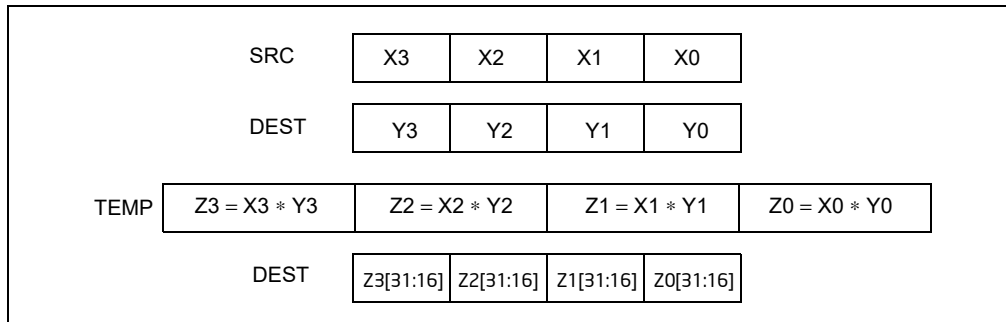 SRC X3 X2 X1 X0
DEST Y3 Y2 Y1 Y0
TEMP Z3 = X3 ∗ Y3 Z2 = X2 ∗ Y2 Z1 = X1 ∗ Y1 Z0 = X0 ∗ Y0
DEST Z3[31:16] Z2[31:16] Z1[31:16] Z0[31:16]